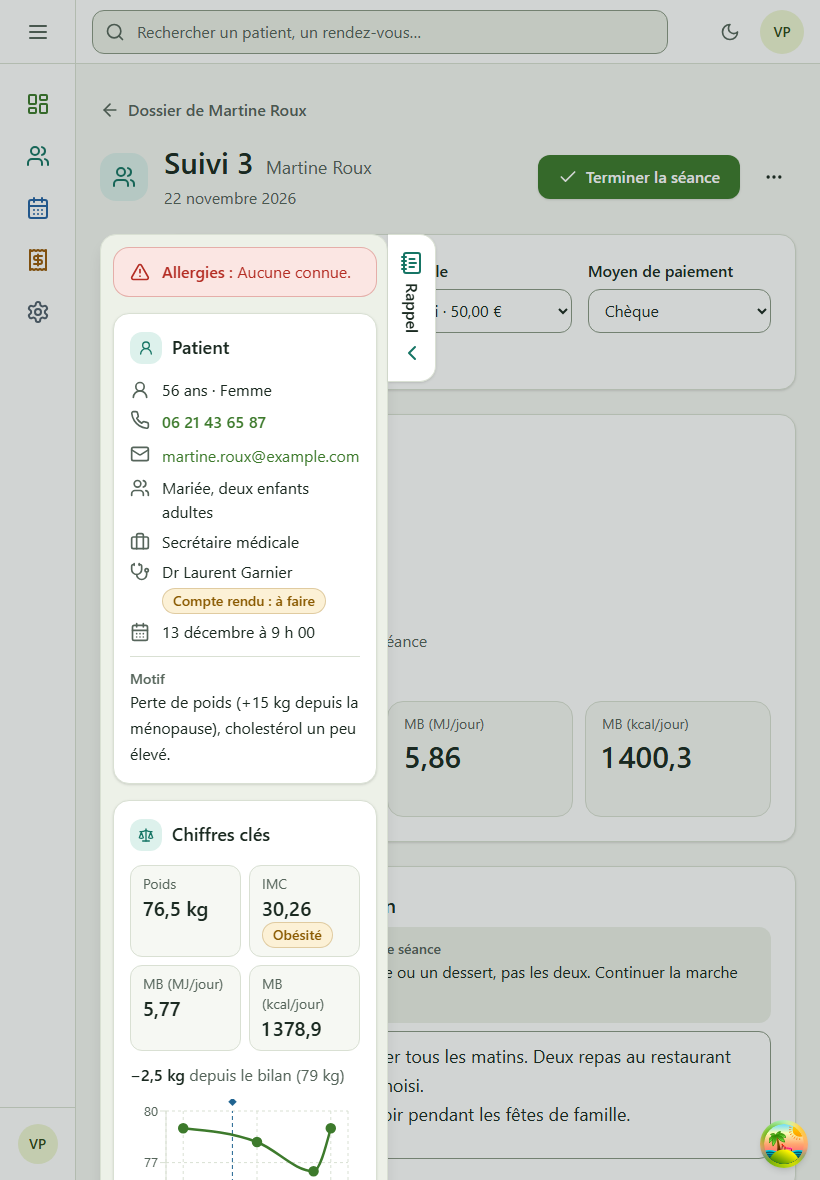 Rechercher un patient, un rendez-vous...
VP
Dossier de Martine Roux
Suivi 3 Martine Roux
22 novembre 2026
Terminer la séance
Allergies : Aucune connue.
Patient
56 ans · Femme
06 21 43 65 87
martine.roux@example.com
Mariée, deux enfants
adultes
Secrétaire médicale
Dr Laurent Garnier
Compte rendu : à faire
13 décembre à 9 h 00
Motif
Perte de poids (+15 kg depuis la
ménopause), cholestérol un peu
élevé.
Chiffres clés
Poids
76,5 kg
IMC
30,26
Obésité
MB (MJ/jour)
5,77
MB
(kcal/jour)
1 378,9
−2,5 kg depuis le bilan (79 kg)
80
77
Rappel
le
i · 50,00 €
Moyen de paiement
Chèque
éance
MB (MJ/jour)
5,86
MB (kcal/jour)
1 400,3
n
e séance
e ou un dessert, pas les deux. Continuer la marche
er tous les matins. Deux repas au restaurant
hoisi.
oir pendant les fêtes de famille.
VP